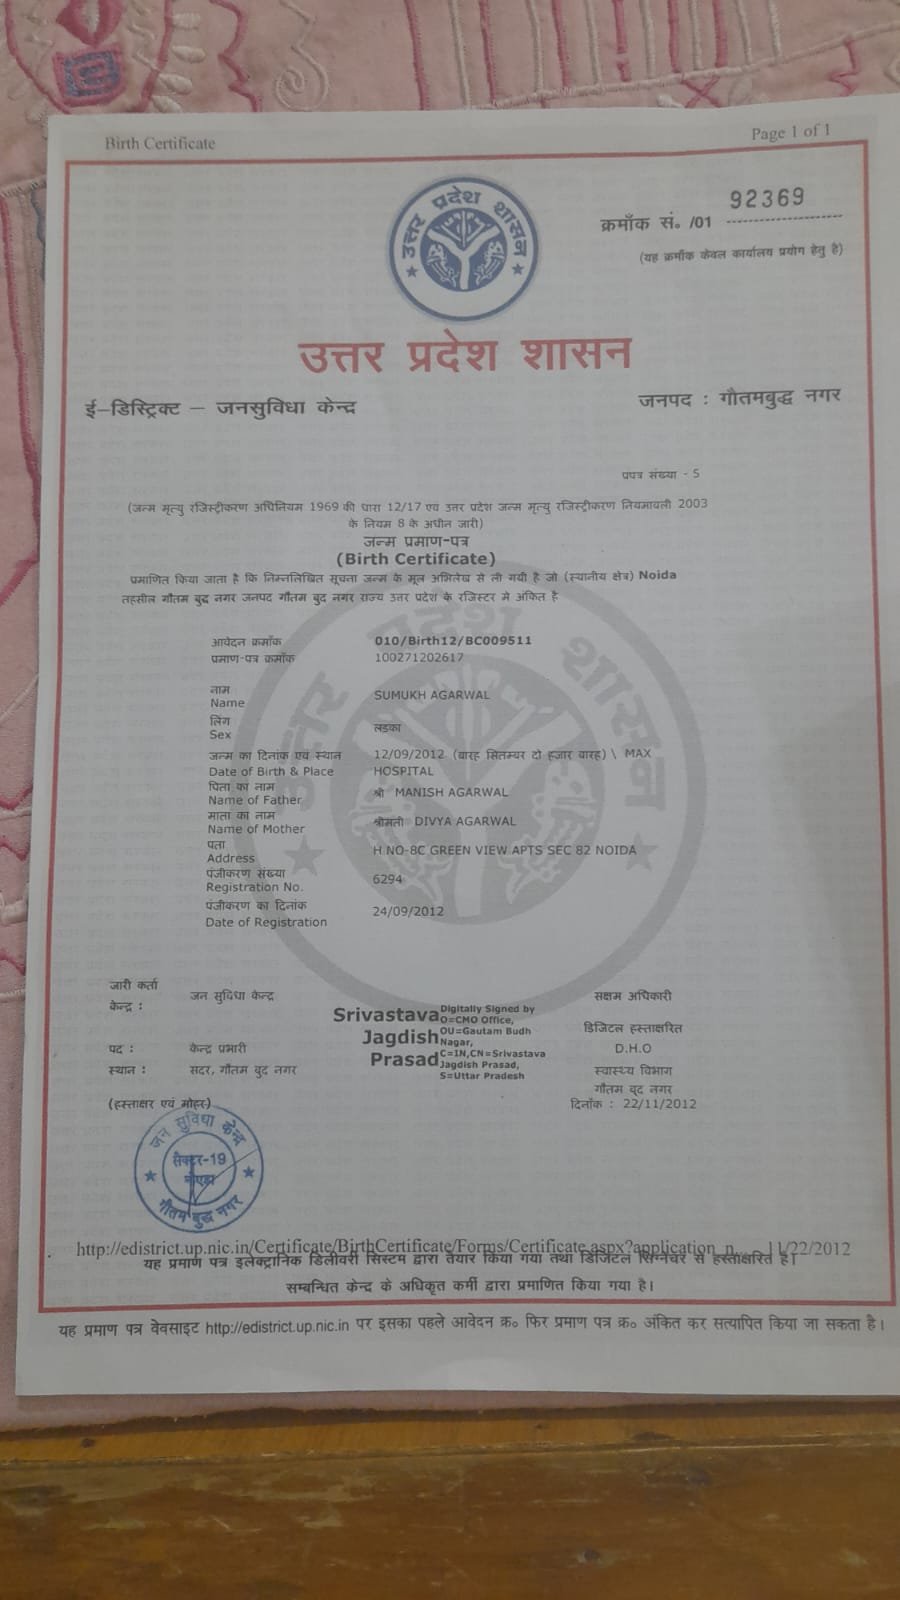 Birth Certificate
Page 1 of 1
उत्तर प्रदेश शासन
92369
क्रमाँक सं० /01
(यह क्रमाँक केवल कार्यालय प्रयोग हेतु है)
उत्तर प्रदेश शासन
ई–डिस्ट्रिक्ट – जनसुविधा केन्द्र
जनपद : गौतमबुद्ध नगर
प्रपत्र संख्या - 5
(जन्म मृत्यु रजिस्ट्रीकरण अधिनियम 1969 की धारा 12/17 एवं उत्तर प्रदेश जन्म मृत्यु रजिस्ट्रीकरण नियमावली 2003
के नियम 8 के अधीन जारी)
जन्म प्रमाण-पत्र
(Birth Certificate)
प्रमाणित किया जाता है कि निम्नलिखित सूचना जन्म के मूल अभिलेख से ली गयी है जो (स्थानीय क्षेत्र) Noida
तहसील गौतम बुद्ध नगर जनपद गौतम बुद्ध नगर राज्य उत्तर प्रदेश के रजिस्टर में अंकित है
आवेदन क्रमाँक 010/Birth12/BC009511
प्रमाण-पत्र क्रमाँक 100271202617
नाम
Name SUMUKH AGARWAL
लिंग
Sex लड़का
जन्म का दिनांक एवं स्थान 12/09/2012 (बारह सितम्बर दो हजार बारह) \ MAX
Date of Birth & Place HOSPITAL
पिता का नाम
Name of Father श्री MANISH AGARWAL
माता का नाम
Name of Mother श्रीमती DIVYA AGARWAL
पता
Address H.NO-8C GREEN VIEW APTS SEC 82 NOIDA
पंजीकरण संख्या
Registration No. 6294
पंजीकरण का दिनांक
Date of Registration 24/09/2012
जारी कर्ता
केन्द्र : जन सुविधा केन्द्र
सक्षम अधिकारी
Srivastava Jagdish Prasad
Digitally Signed by
O=CMO Office,
OU=Gautam Budh
Nagar,
C=IN,CN=Srivastava
Jagdish Prasad,
S=Uttar Pradesh
डिजिटल हस्ताक्षरित
पद : केन्द्र प्रभारी
D.H.O
स्थान : सदर, गौतम बुद्ध नगर
स्वास्थ्य विभाग
गौतम बुद्ध नगर
(हस्ताक्षर एवं मोहर)
दिनाँक : 22/11/2012
जन सुविधा केन्द्र
सैक्टर-19
नोएडा
गौतम बुद्ध नगर
http://edistrict.up.nic.in/Certificate/BirthCertificate/Forms/Certificate.aspx?application_n... 11/22/2012
यह प्रमाण पत्र इलेक्ट्रानिक डिलीवरी सिस्टम द्वारा तैयार किया गया तथा डिजिटल सिग्नेचर से हस्ताक्षरित है।
सम्बन्धित केन्द्र के अधिकृत कर्मी द्वारा प्रमाणित किया गया है।
यह प्रमाण पत्र वेवसाइट http://edistrict.up.nic.in पर इसका पहले आवेदन क्र० फिर प्रमाण पत्र क्र० अंकित कर सत्यापित किया जा सकता है।